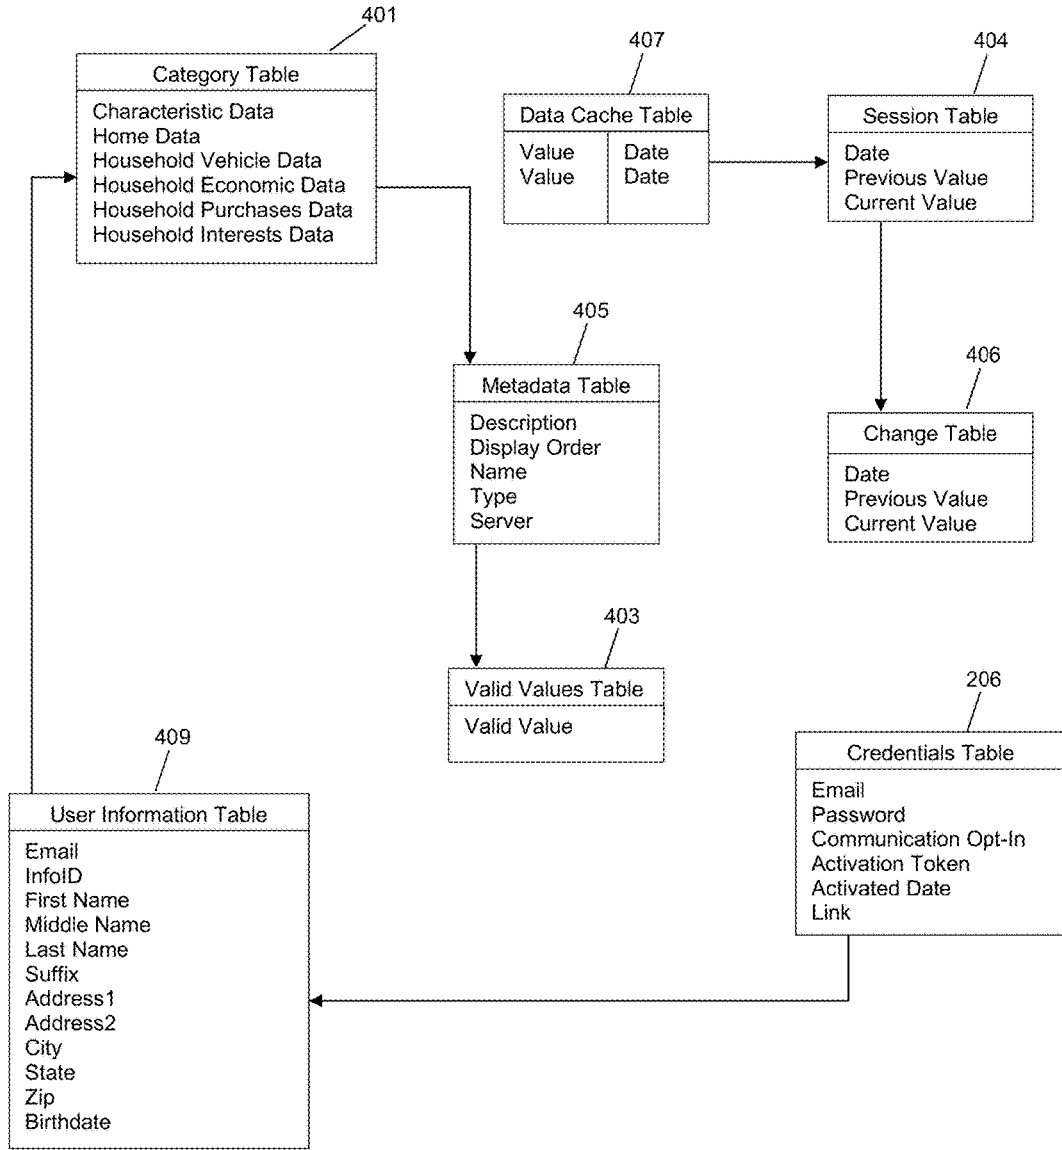 401
Category Table
Characteristic Data
Home Data
Household Vehicle Data
Household Economic Data
Household Purchases Data
Household Interests Data
407
Data Cache Table
Value Date
Value Date
404
Session Table
Date
Previous Value
Current Value
405
Metadata Table
Description
Display Order
Name
Type
Server
406
Change Table
Date
Previous Value
Current Value
403
Valid Values Table
Valid Value
206
Credentials Table
Email
Password
Communication Opt-In
Activation Token
Activated Date
Link
409
User Information Table
Email
InfoID
First Name
Middle Name
Last Name
Suffix
Address1
Address2
City
State
Zip
Birthdate